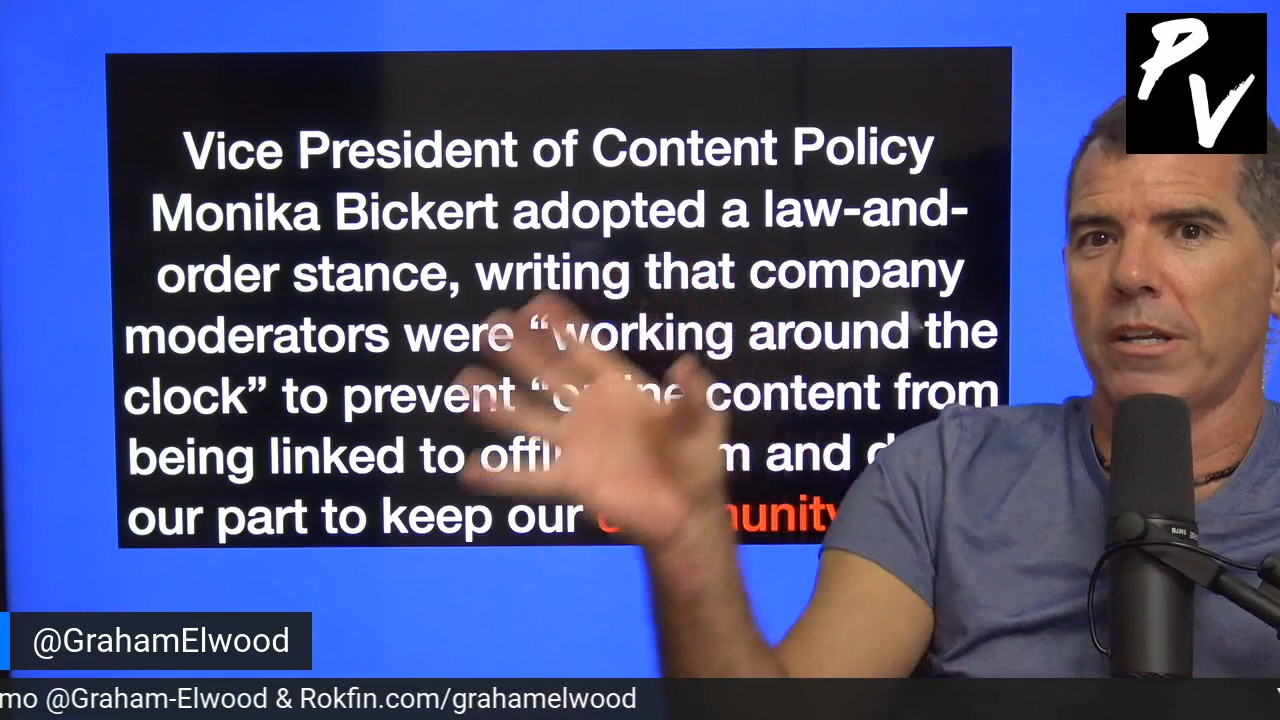 PV
Vice President of Content Policy
Monika Bickert adopted a law-and-
order stance, writing that company
moderators were “working around the
clock” to prevent content from
being linked to and
our part to keep our
@GrahamElwood
@Graham-Elwood & Rokfin.com/grahamelwood